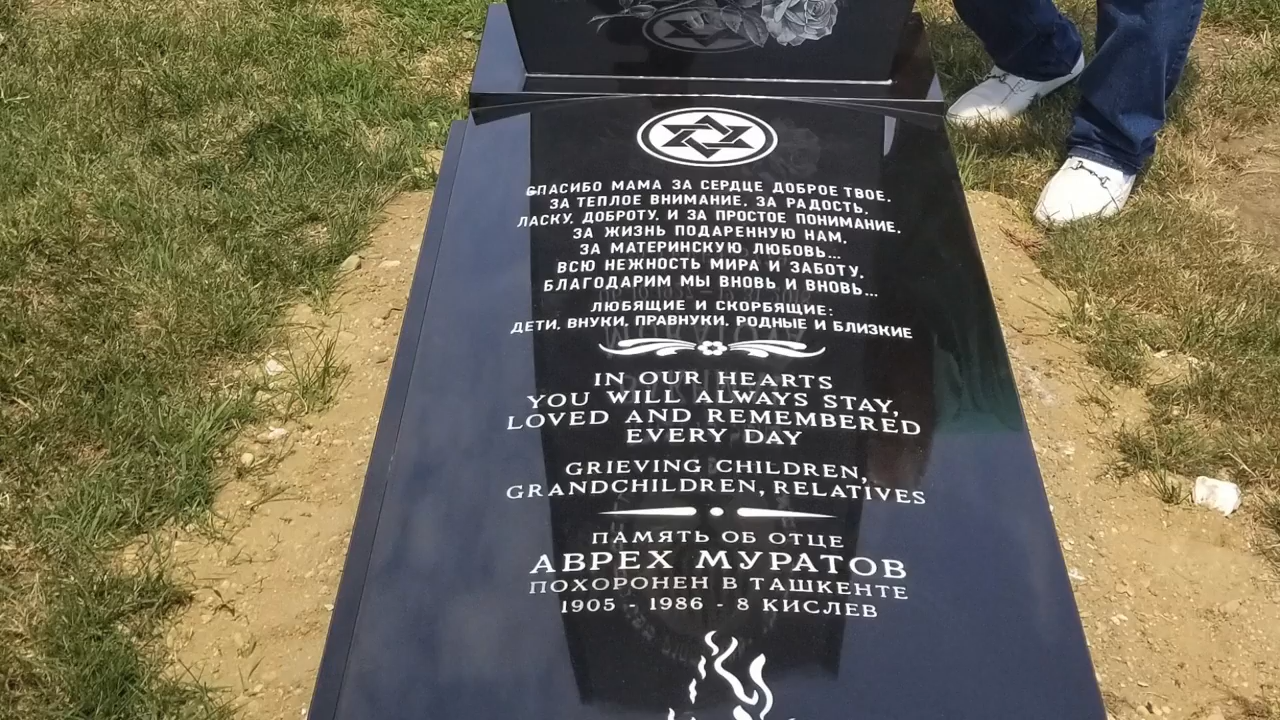 СПАСИБО МАМА ЗА СЕРДЦЕ ДОБРОЕ ТВОЕ.
ЗА ТЕПЛОЕ ВНИМАНИЕ, ЗА РАДОСТЬ,
ЛАСКУ, ДОБРОТУ, И ЗА ПРОСТОЕ ПОНИМАНИЕ,
ЗА ЖИЗНЬ ПОДАРЕННУЮ НАМ,
ЗА МАТЕРИНСКУЮ ЛЮБОВЬ...
ВСЮ НЕЖНОСТЬ МИРА И ЗАБОТУ,
БЛАГОДАРИМ МЫ ВНОВЬ И ВНОВЬ...
ЛЮБЯЩИЕ И СКОРБЯЩИЕ:
ДЕТИ, ВНУКИ, ПРАВНУКИ, РОДНЫЕ И БЛИЗКИЕ
IN OUR HEARTS
YOU WILL ALWAYS STAY,
LOVED AND REMEMBERED
EVERY DAY
GRIEVING CHILDREN,
GRANDCHILDREN, RELATIVES
ПАМЯТЬ ОБ ОТЦЕ
АВРЕХ МУРАТОВ
ПОХОРОНЕН В ТАШКЕНТЕ
1905 - 1986 - 8 КИСЛЕВ